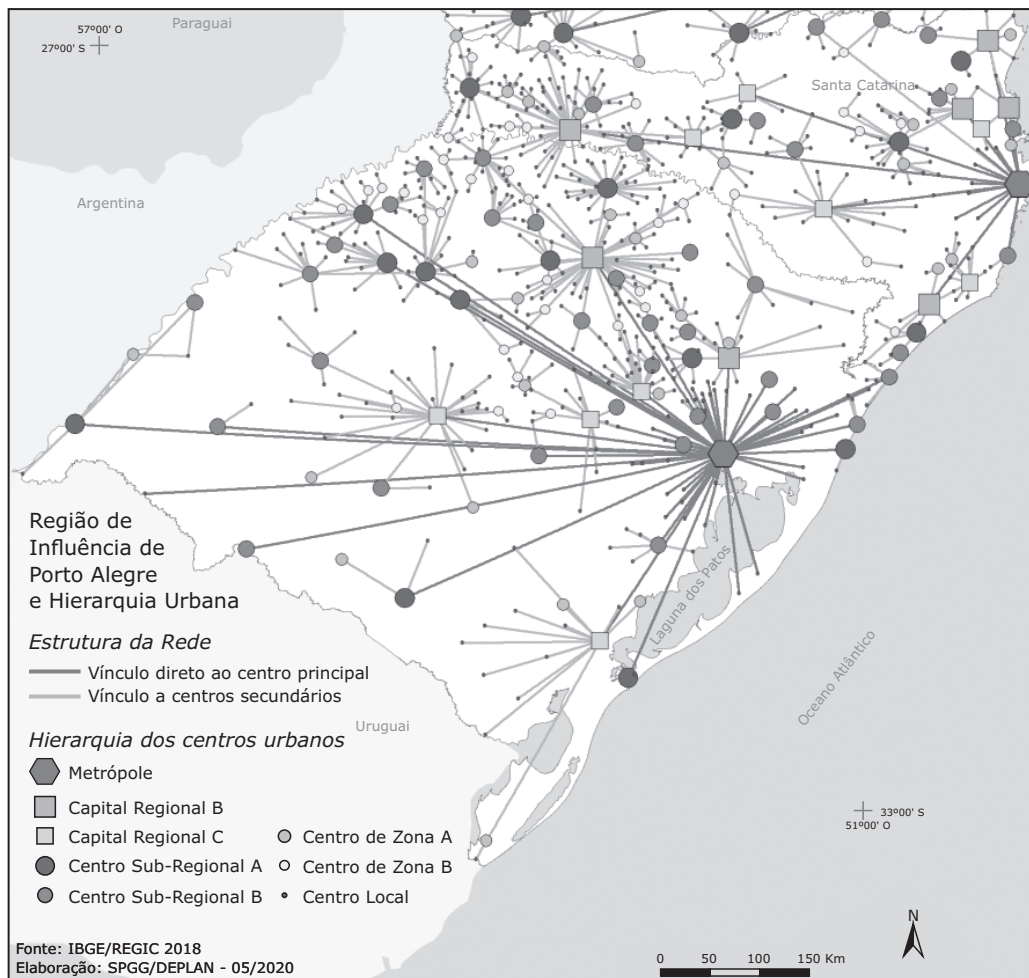 Paraguai
57º00' O
27º00' S
Santa Catarina
Argentina
Região de
Influência de
Porto Alegre
e Hierarquia Urbana
Estrutura da Rede
Vínculo direto ao centro principal
Vínculo a centros secundários
Laguna dos Patos
Oceano Atlântico
Uruguai
Hierarquia dos centros urbanos
Metrópole
Capital Regional B
Capital Regional C
Centro Sub-Regional A
Centro Sub-Regional B
Centro de Zona A
Centro de Zona B
Centro Local
33º00' S
51º00' O
N
Fonte: IBGE/REGIC 2018
Elaboração: SPGG/DEPLAN - 05/2020
0 50 100 150 Km